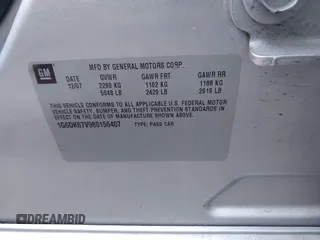 GM
MFD BY GENERAL MOTORS CORP.
DATE GVWR GAWR FRT GAWR RR
12/07 2290 KG 1102 KG 1188 KG
5048 LB 2429 LB 2619 LB
THIS VEHICLE CONFORMS TO ALL APPLICABLE U.S. FEDERAL MOTOR
VEHICLE SAFETY, BUMPER, AND THEFT PREVENTION STANDARDS IN
EFFECT ON THE DATE OF MANUFACTURE SHOWN ABOVE.
1G6DK67V980156407 TYPE: PASS CAR
DREAMBID